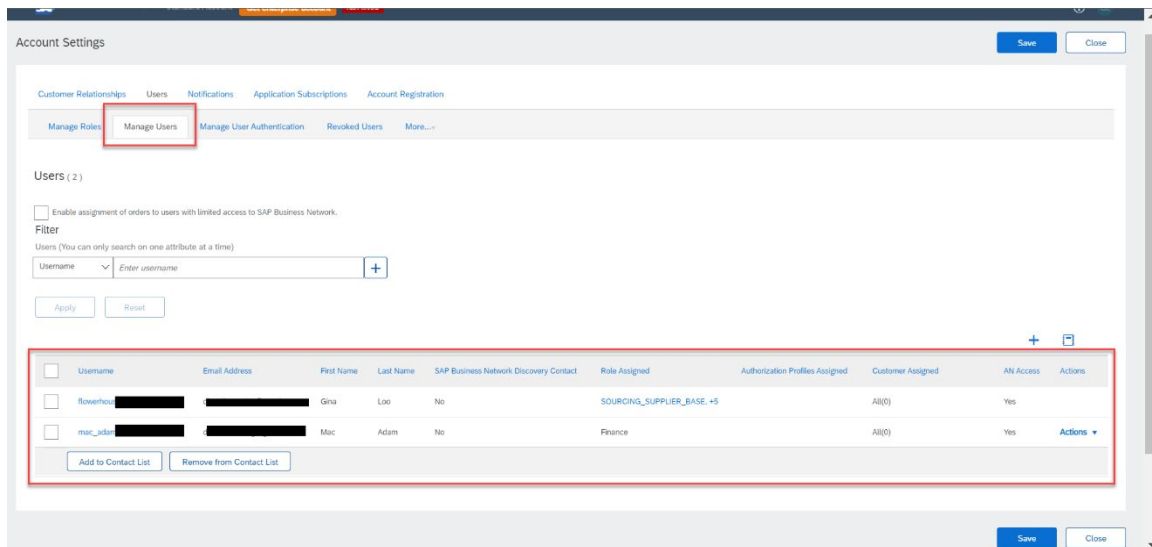 Get enterprise account
Account Settings
Save Close
Customer Relationships Users Notifications Application Subscriptions Account Registration
Manage Roles Manage Users Manage User Authentication Revoked Users More...
Users ( 2 )
Enable assignment of orders to users with limited access to SAP Business Network.
Filter
Users (You can only search on one attribute at a time)
Username Enter username +
Apply Reset
+
Username Email Address First Name Last Name SAP Business Network Discovery Contact Role Assigned Authorization Profiles Assigned Customer Assigned AN Access Actions
flowerhous Gina Loo No SOURCING_SUPPLIER_BASE, +5 All(0) Yes
mac_adam Mac Adam No Finance All(0) Yes Actions
Add to Contact List Remove from Contact List
Save Close